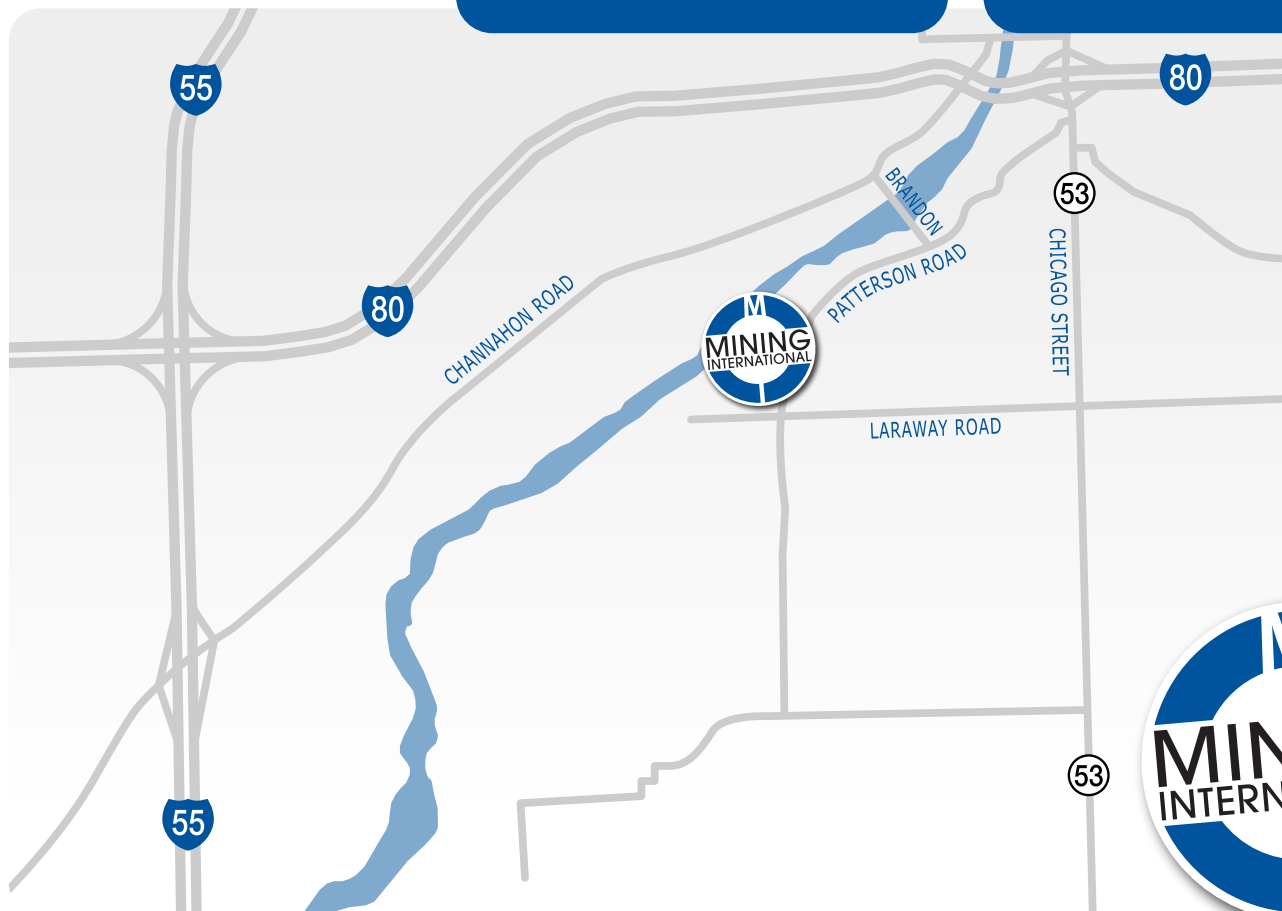 55
80
BRANDON
53
CHICAGO STREET
PATTERSON ROAD
CHANNAHON ROAD
80
M
MINING
INTERNATIONAL
LARAWAY ROAD
MIN
INTERN
53
55